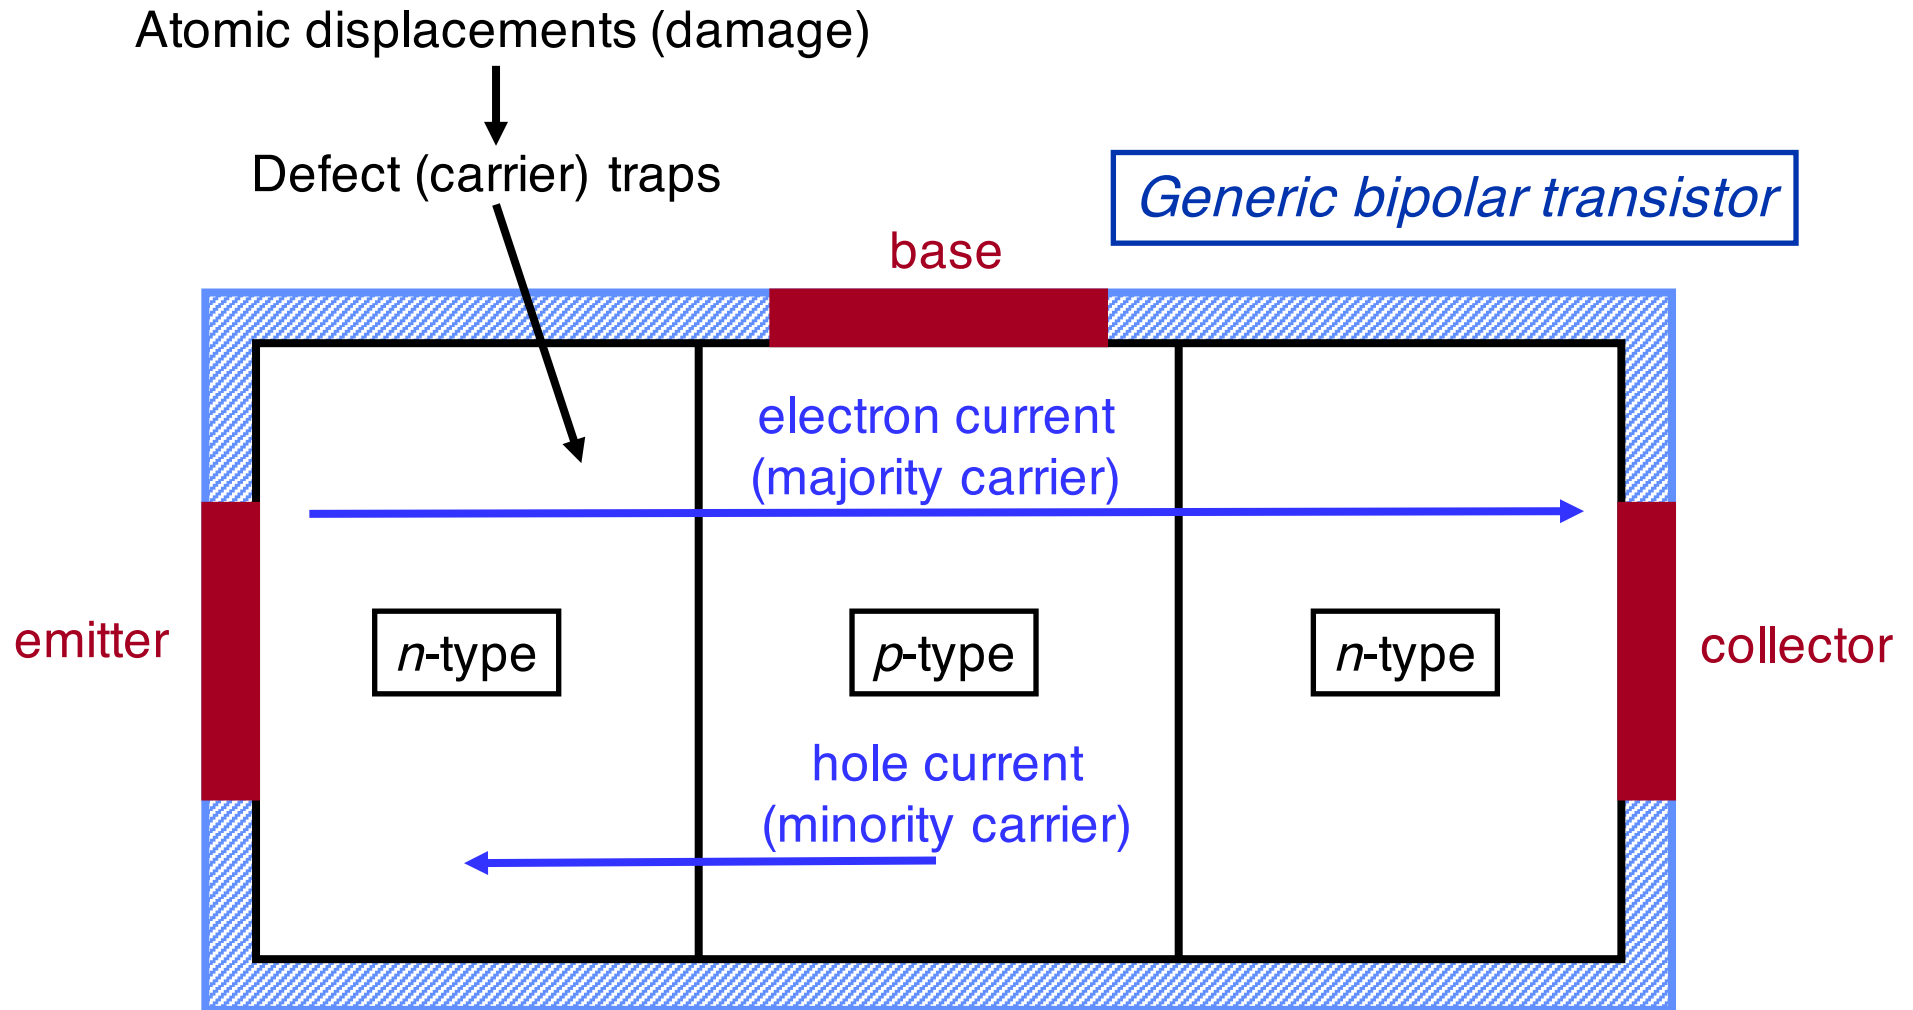 Atomic displacements (damage)
Defect (carrier) traps
Generic bipolar transistor
base
electron current
(majority carrier)
emitter
n-type
p-type
n-type
collector
hole current
(minority carrier)